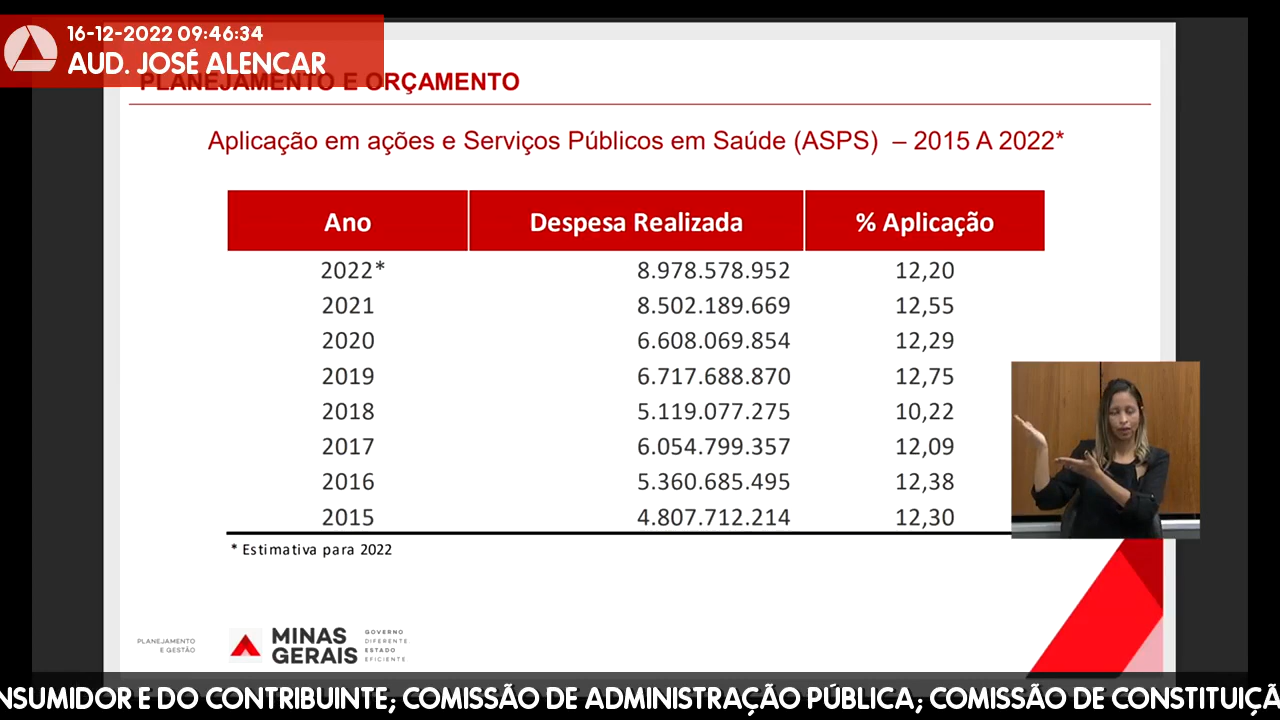 16-12-2022 09:46:34
AUD. JOSÉ ALENCAR
PLANEJAMENTO E ORÇAMENTO
Aplicação em ações e Serviços Públicos em Saúde (ASPS) – 2015 A 2022*
Ano Despesa Realizada % Aplicação
2022* 8.978.578.952 12,20
2021 8.502.189.669 12,55
2020 6.608.069.854 12,29
2019 6.717.688.870 12,75
2018 5.119.077.275 10,22
2017 6.054.799.357 12,09
2016 5.360.685.495 12,38
2015 4.807.712.214 12,30
* Estimativa para 2022
PLANEJAMENTO
E GESTÃO
MINAS
GERAIS
GOVERNO
DIFERENTE
ESTADO
EFICIENTE
NSUMIDOR E DO CONTRIBUINTE; COMISSÃO DE ADMINISTRAÇÃO PÚBLICA; COMISSÃO DE CONSTITUIÇÃ